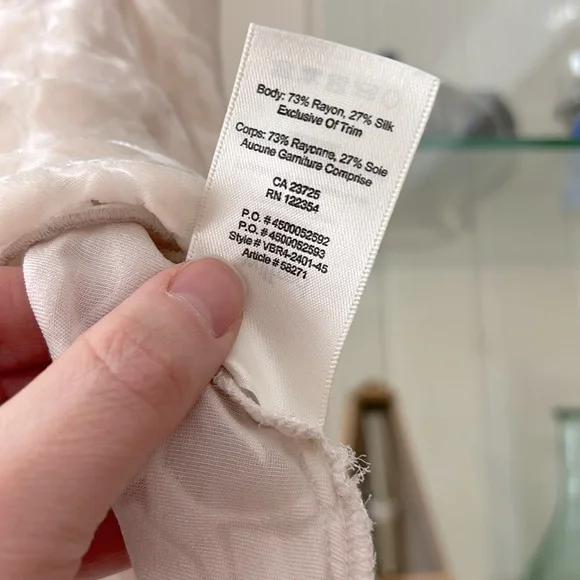 Body: 73% Rayon, 27% Silk
Exclusive Of Trim
Corps: 73% Rayonne, 27% Soie
Aucune Garniture Comprise
CA 23725
RN 122354
P.O. # 4500052592
P.O. # 4500052593
Style # VBR4-2401-45
Article # 58271